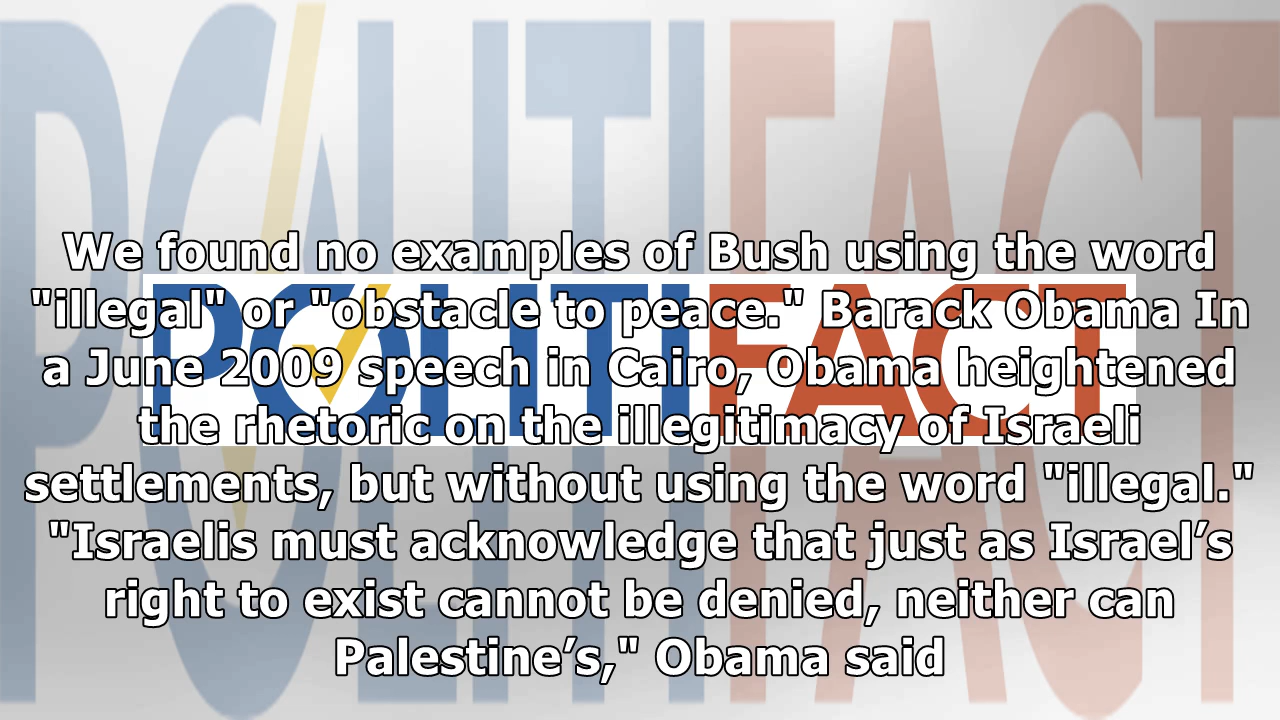 POLITIFACT
We found no examples of Bush using the word
"illegal" or "obstacle to peace." Barack Obama In
a June 2009 speech in Cairo, Obama heightened
the rhetoric on the illegitimacy of Israeli
settlements, but without using the word "illegal."
"Israelis must acknowledge that just as Israel’s
right to exist cannot be denied, neither can
Palestine’s," Obama said
POLITIFACT